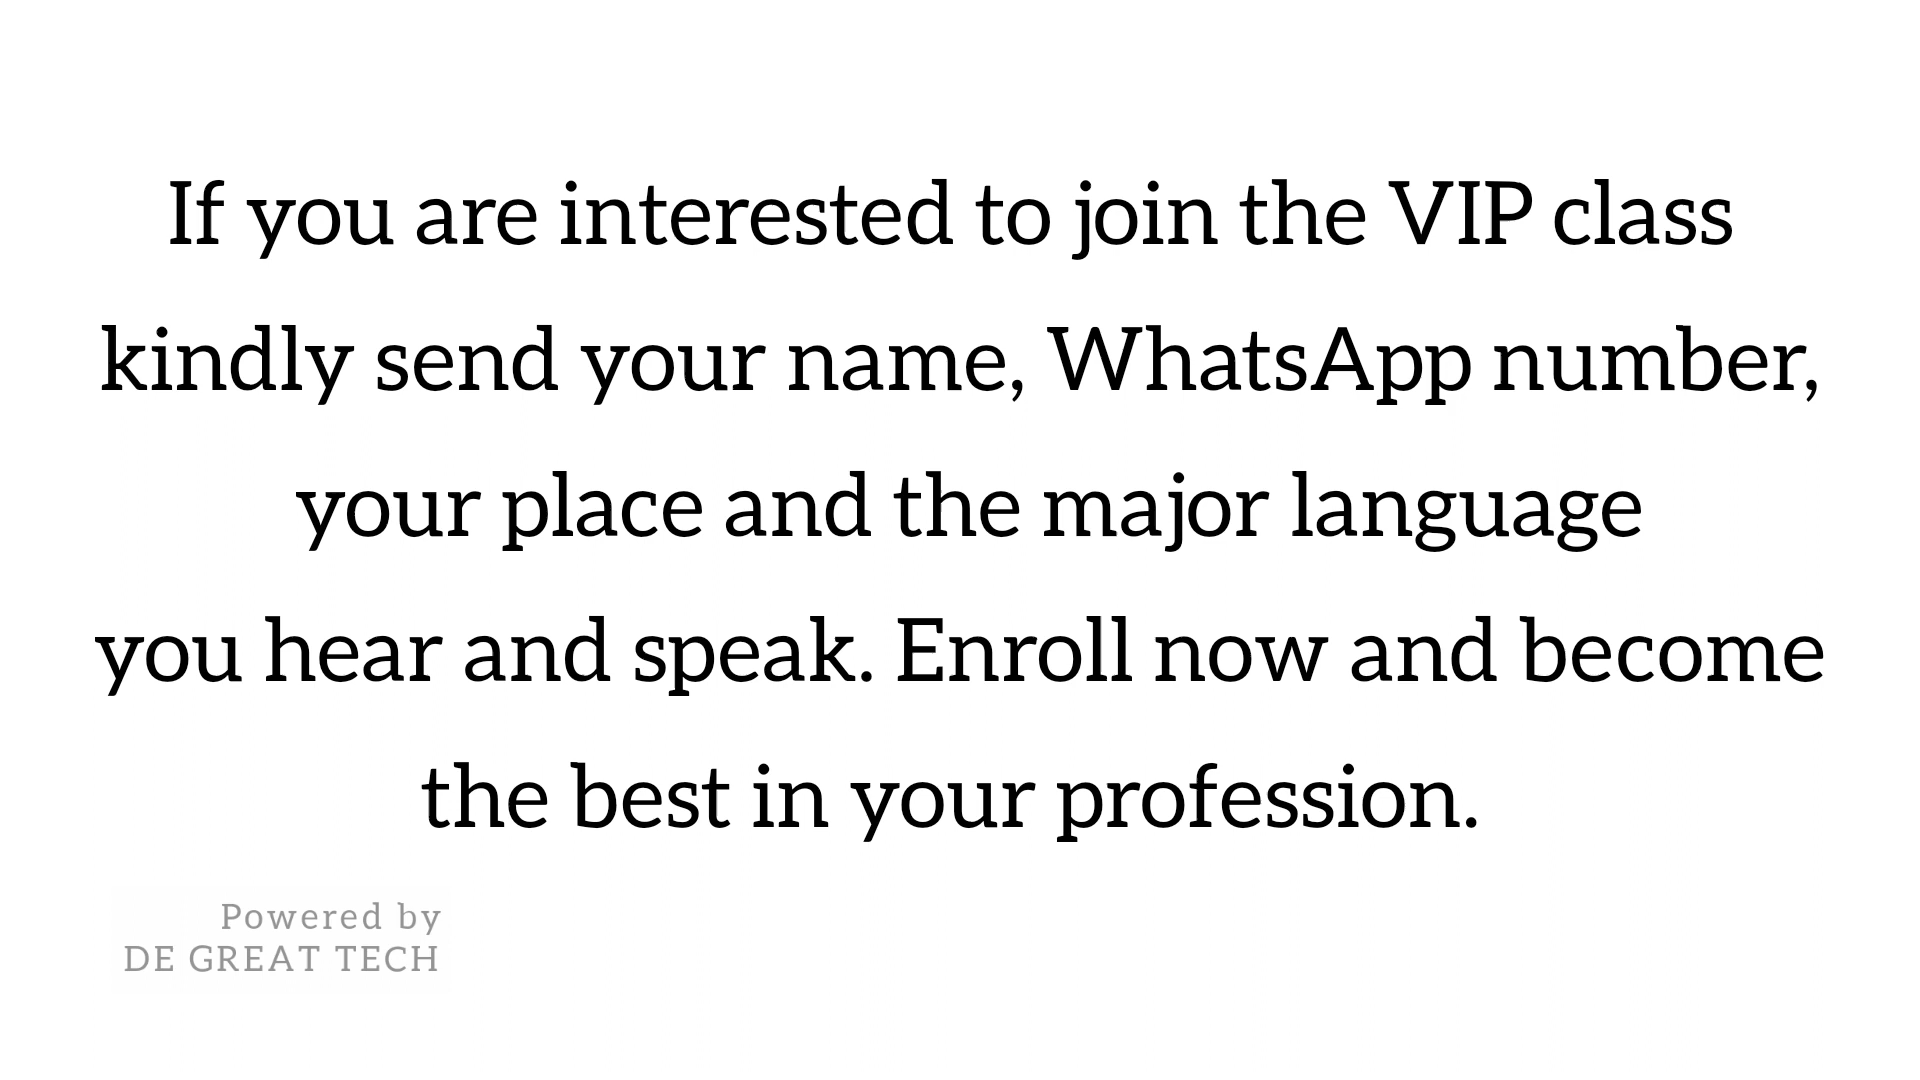 If you are interested to join the VIP class
kindly send your name, WhatsApp number,
your place and the major language
you hear and speak. Enroll now and become
the best in your profession.
Powered by
DE GREAT TECH